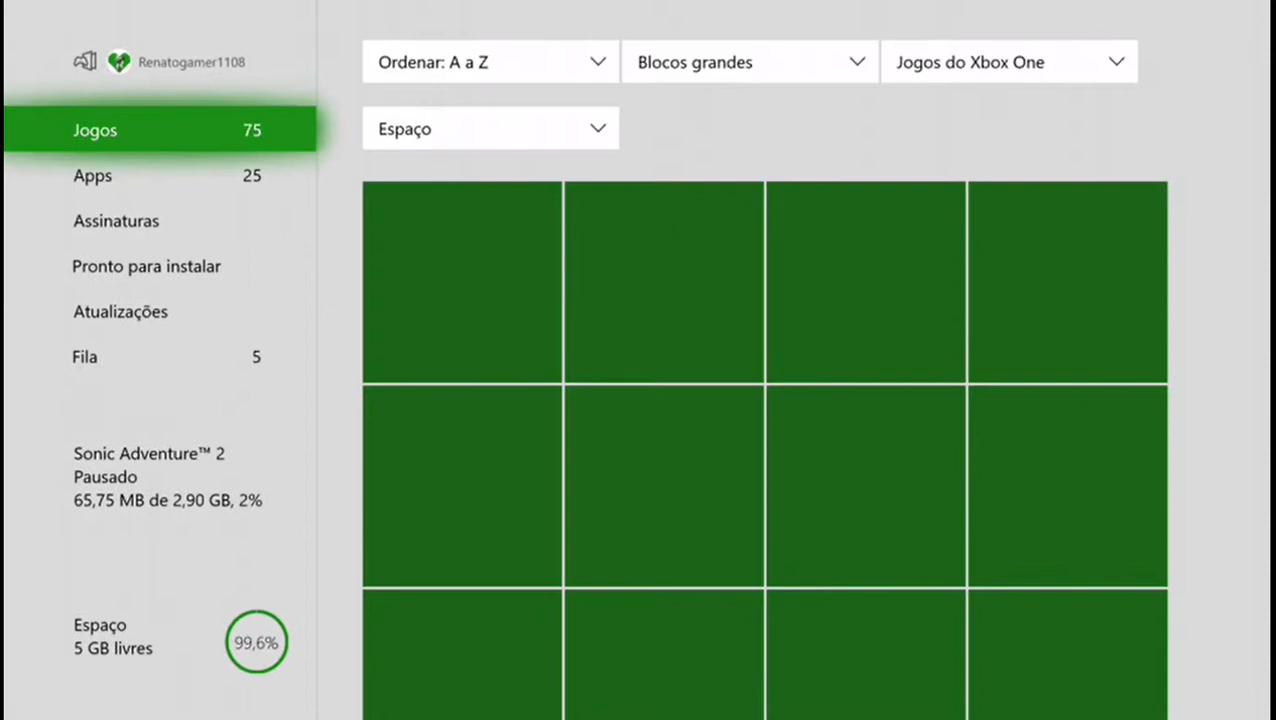 Renatogamer1108
Jogos 75
Apps 25
Assinaturas
Pronto para instalar
Atualizações
Fila 5
Sonic Adventure™ 2
Pausado
65,75 MB de 2,90 GB, 2%
Espaço
5 GB livres
99,6%
Ordenar: A a Z
Blocos grandes
Jogos do Xbox One
Espaço